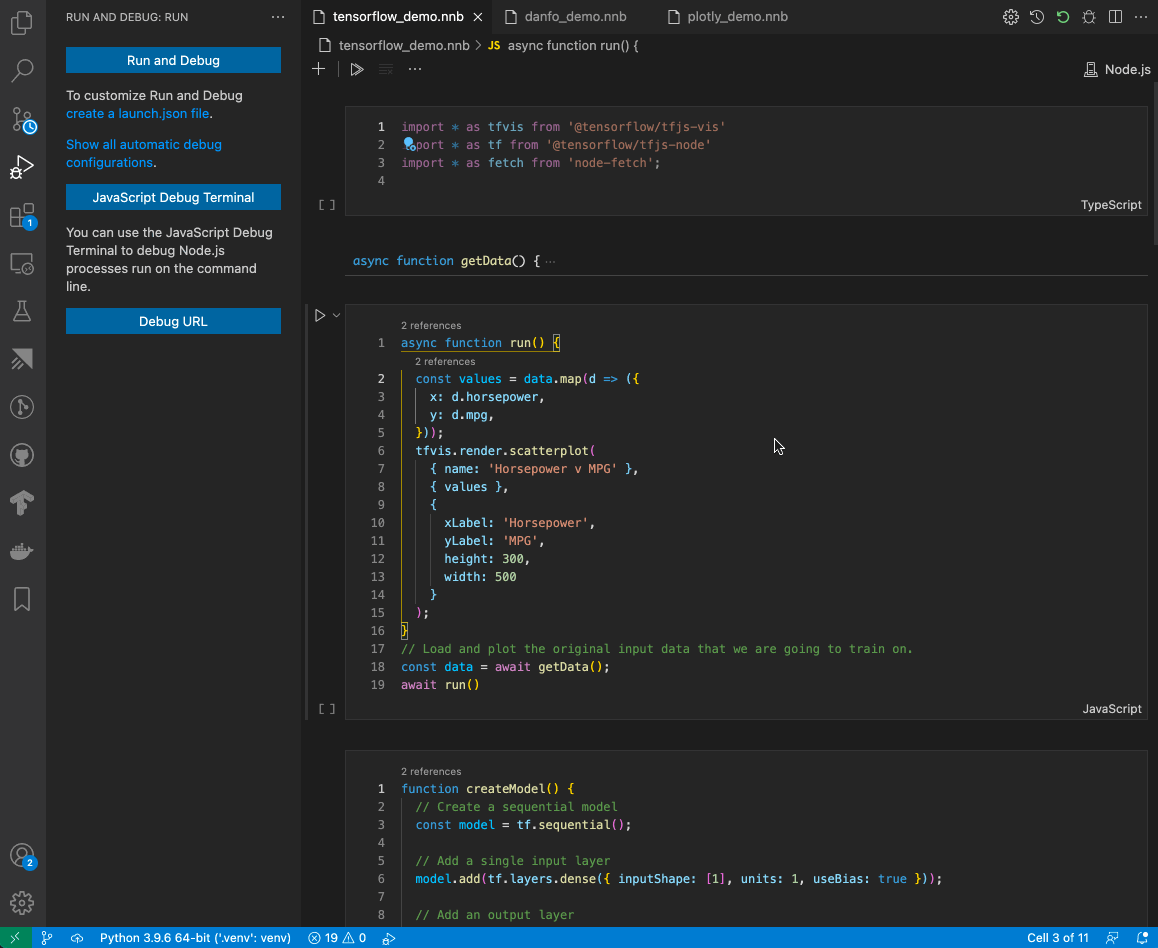 RUN AND DEBUG: RUN
Run and Debug
To customize Run and Debug
create a launch.json file.
Show all automatic debug
configurations.
JavaScript Debug Terminal
You can use the JavaScript Debug
Terminal to debug Node.js
processes run on the command
line.
Debug URL
1
2
tensorflow_demo.nnb
danfo_demo.nnb
plotly_demo.nnb
tensorflow_demo.nnb > JS async function run() {
Node.js
1 import * as tfvis from '@tensorflow/tfjs-vis'
2 port * as tf from '@tensorflow/tfjs-node'
3 import * as fetch from 'node-fetch';
4
[ ] TypeScript
async function getData() { ...
2 references
1 async function run() {
2 references
2 const values = data.map(d => ({
3 x: d.horsepower,
4 y: d.mpg,
5 }));
6 tfvis.render.scatterplot(
7 { name: 'Horsepower v MPG' },
8 { values },
9 {
10 xLabel: 'Horsepower',
11 yLabel: 'MPG',
12 height: 300,
13 width: 500
14 }
15 );
16 }
17 // Load and plot the original input data that we are going to train on.
18 const data = await getData();
19 await run()
[ ] JavaScript
2 references
1 function createModel() {
2 // Create a sequential model
3 const model = tf.sequential();
4
5 // Add a single input layer
6 model.add(tf.layers.dense({ inputShape: [1], units: 1, useBias: true }));
7
8 // Add an output layer
Python 3.9.6 64-bit ('.venv': venv) 19 0 Cell 3 of 11